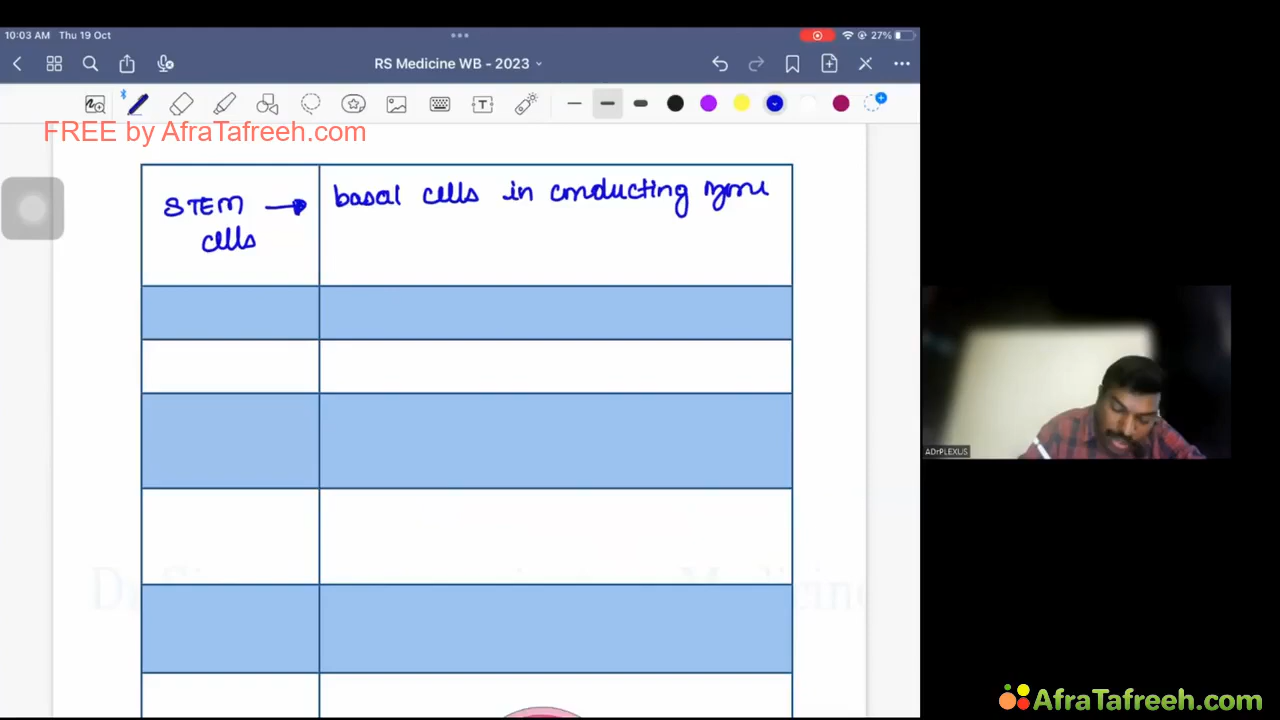 10:03 AM Thu 19 Oct
27%
RS Medicine WB - 2023
FREE by AfraTafreeh.com
STEM
cells
basal cells in conducting zone
Medicine
ADrPLEXUS
AfraTafreeh.com